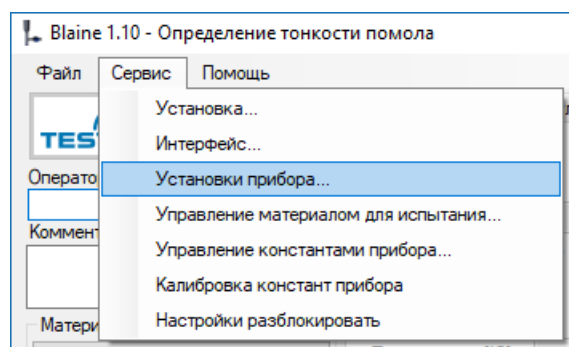 Blaine 1.10 - Определение тонкости помола
Файл Сервис Помощь
Установка...
Интерфейс...
Установки прибора...
Управление материалом для испытания...
Управление константами прибора...
Калибровка констант прибора
Настройки разблокировать